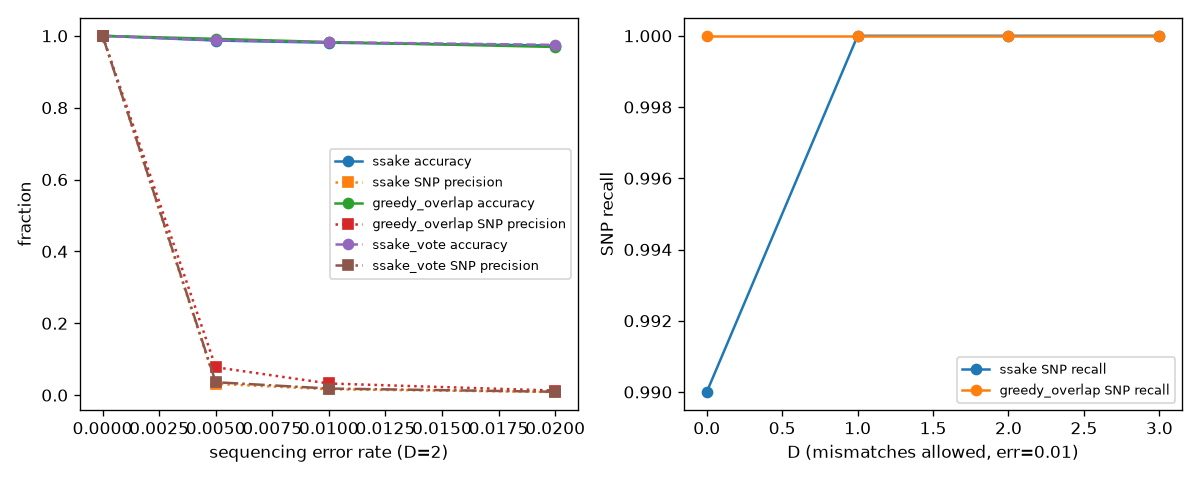 1.0
0.8
0.6
0.4
0.2
0.0
fraction
0.0000 0.0025 0.0050 0.0075 0.0100 0.0125 0.0150 0.0175 0.0200
sequencing error rate (D=2)
ssake accuracy
ssake SNP precision
greedy_overlap accuracy
greedy_overlap SNP precision
ssake_vote accuracy
ssake_vote SNP precision
1.000
0.998
0.996
0.994
0.992
0.990
SNP recall
0.0 0.5 1.0 1.5 2.0 2.5 3.0
D (mismatches allowed, err=0.01)
ssake SNP recall
greedy_overlap SNP recall